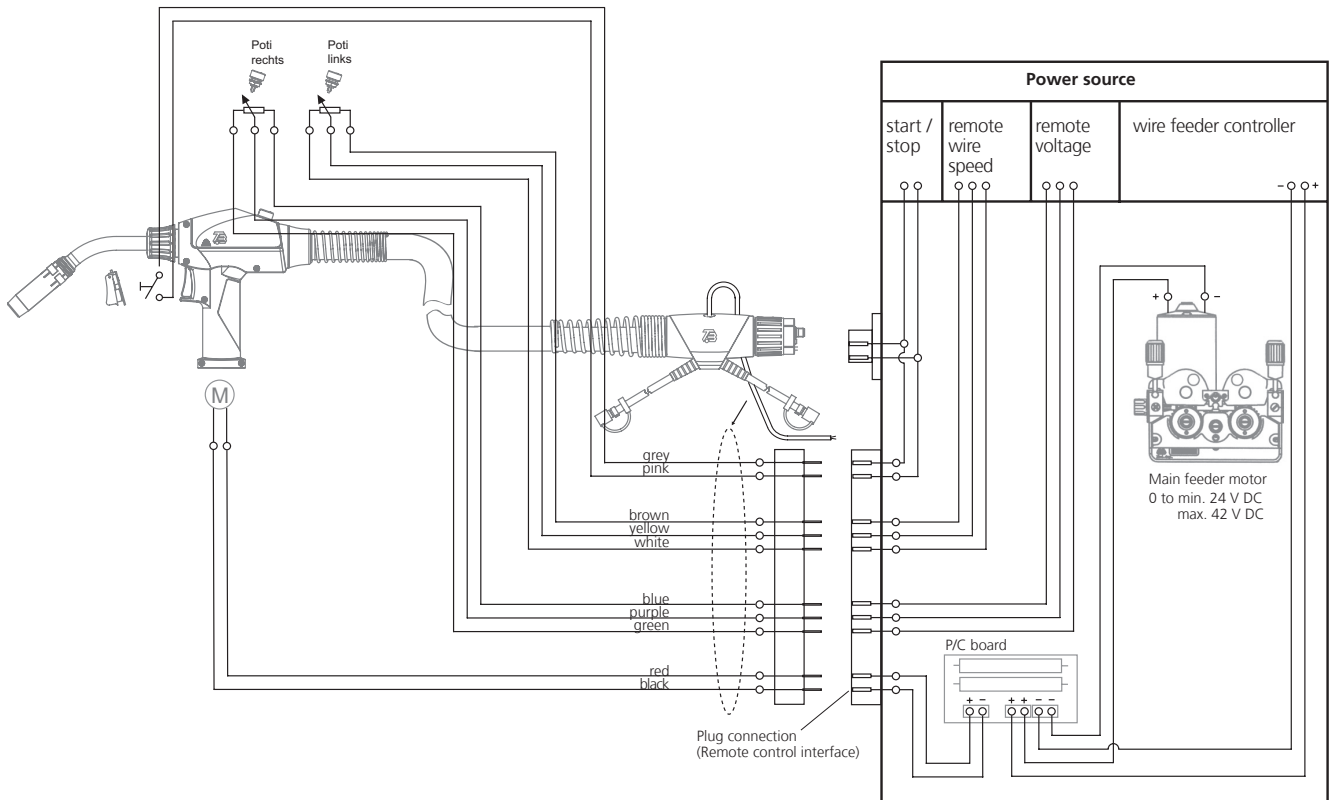 Poti
rechts
Poti
links
Power source
start /
stop
remote
wire
speed
remote
voltage
wire feeder controller
- +
+ -
M
Main feeder motor
0 to min. 24 V DC
max. 42 V DC
grey
pink
brown
yellow
white
blue
purple
green
red
black
P/C board
+ - + + - -
Plug connection
(Remote control interface)